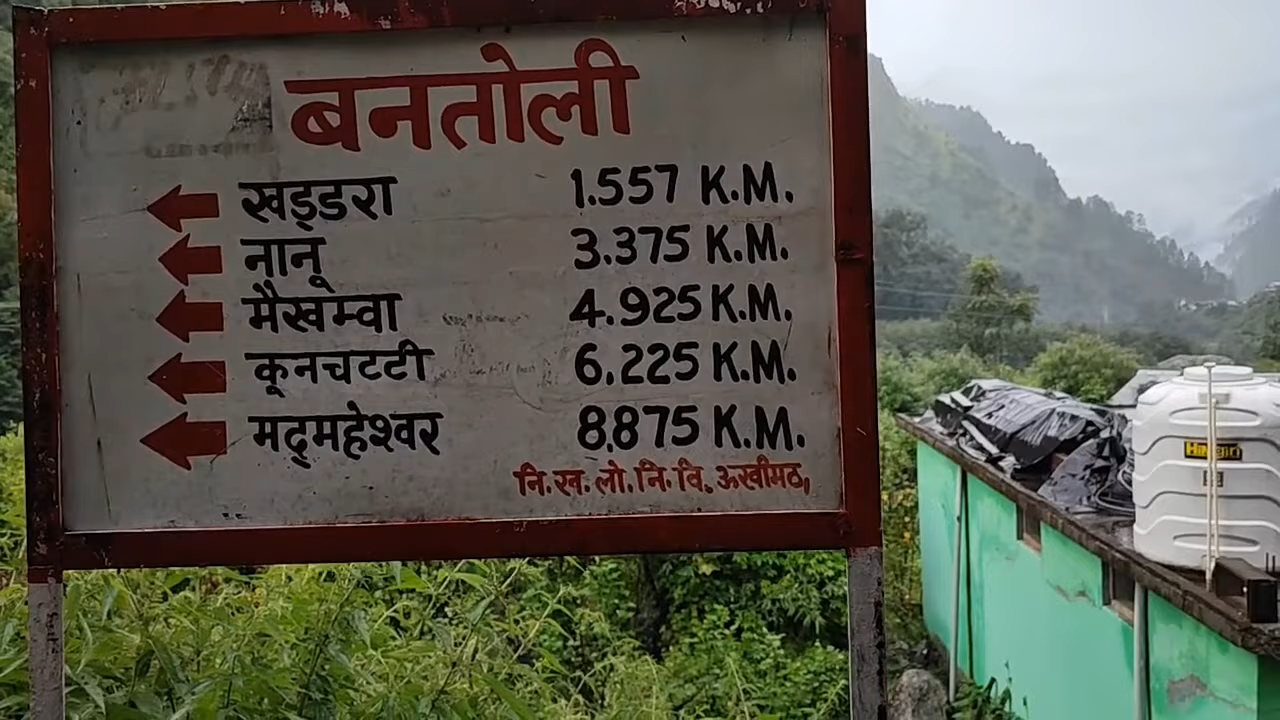 बनतोली
खड्डरा 1.557 K.M.
नानू 3.375 K.M.
मैखम्वा 4.925 K.M.
कूनचटटी 6.225 K.M.
मद्महेश्वर 8.875 K.M.
नि. ख. लो. नि. वि. ऊखीमठ,